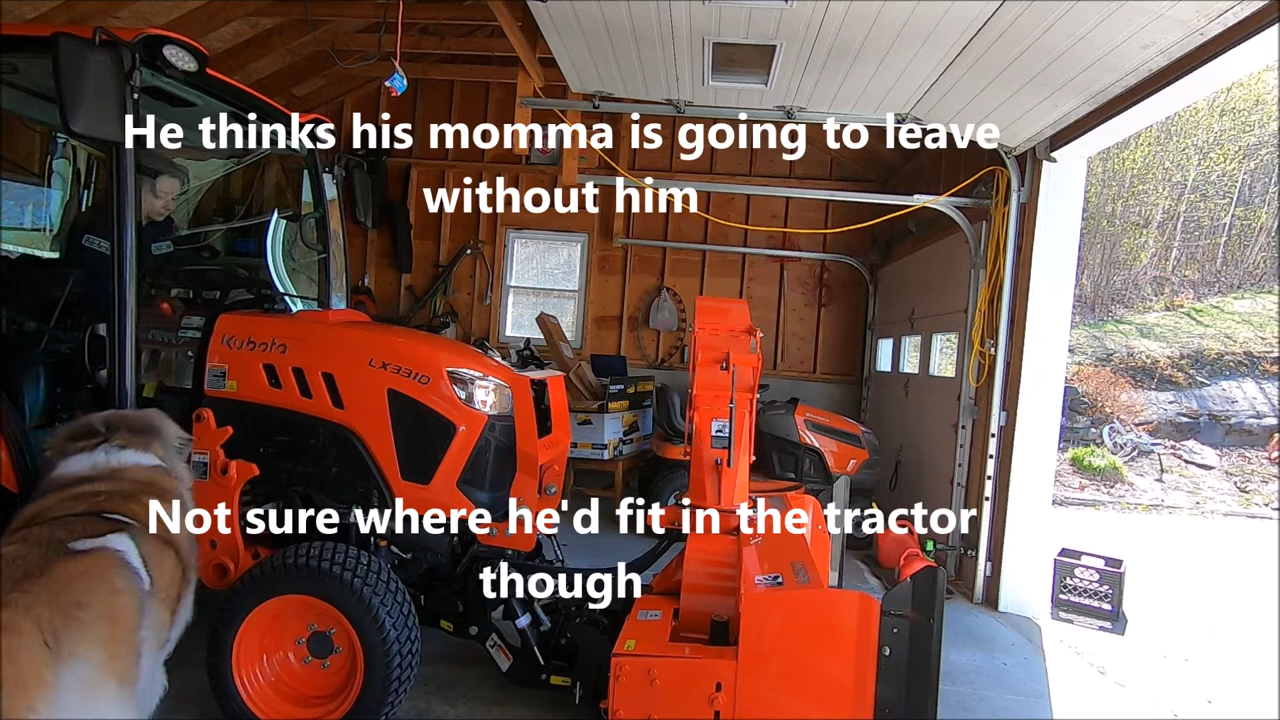 He thinks his momma is going to leave
without him
Kubota
LX3310
Not sure where he'd fit in the tractor
though